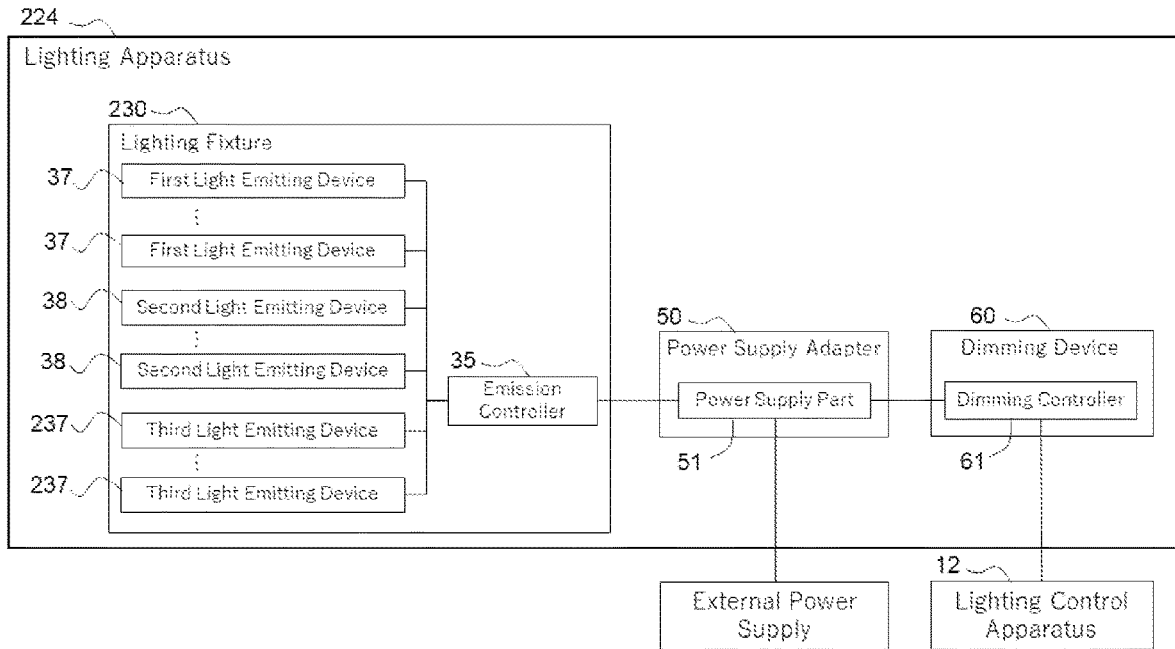 224
Lighting Apparatus
230
Lighting Fixture
37
First Light Emitting Device
37
First Light Emitting Device
38
Second Light Emitting Device
38
Second Light Emitting Device
237
Third Light Emitting Device
237
Third Light Emitting Device
35
Emission
Controller
50
Power Supply Adapter
Power Supply Part
51
60
Dimming Device
Dimming Controller
61
External Power
Supply
12
Lighting Control
Apparatus